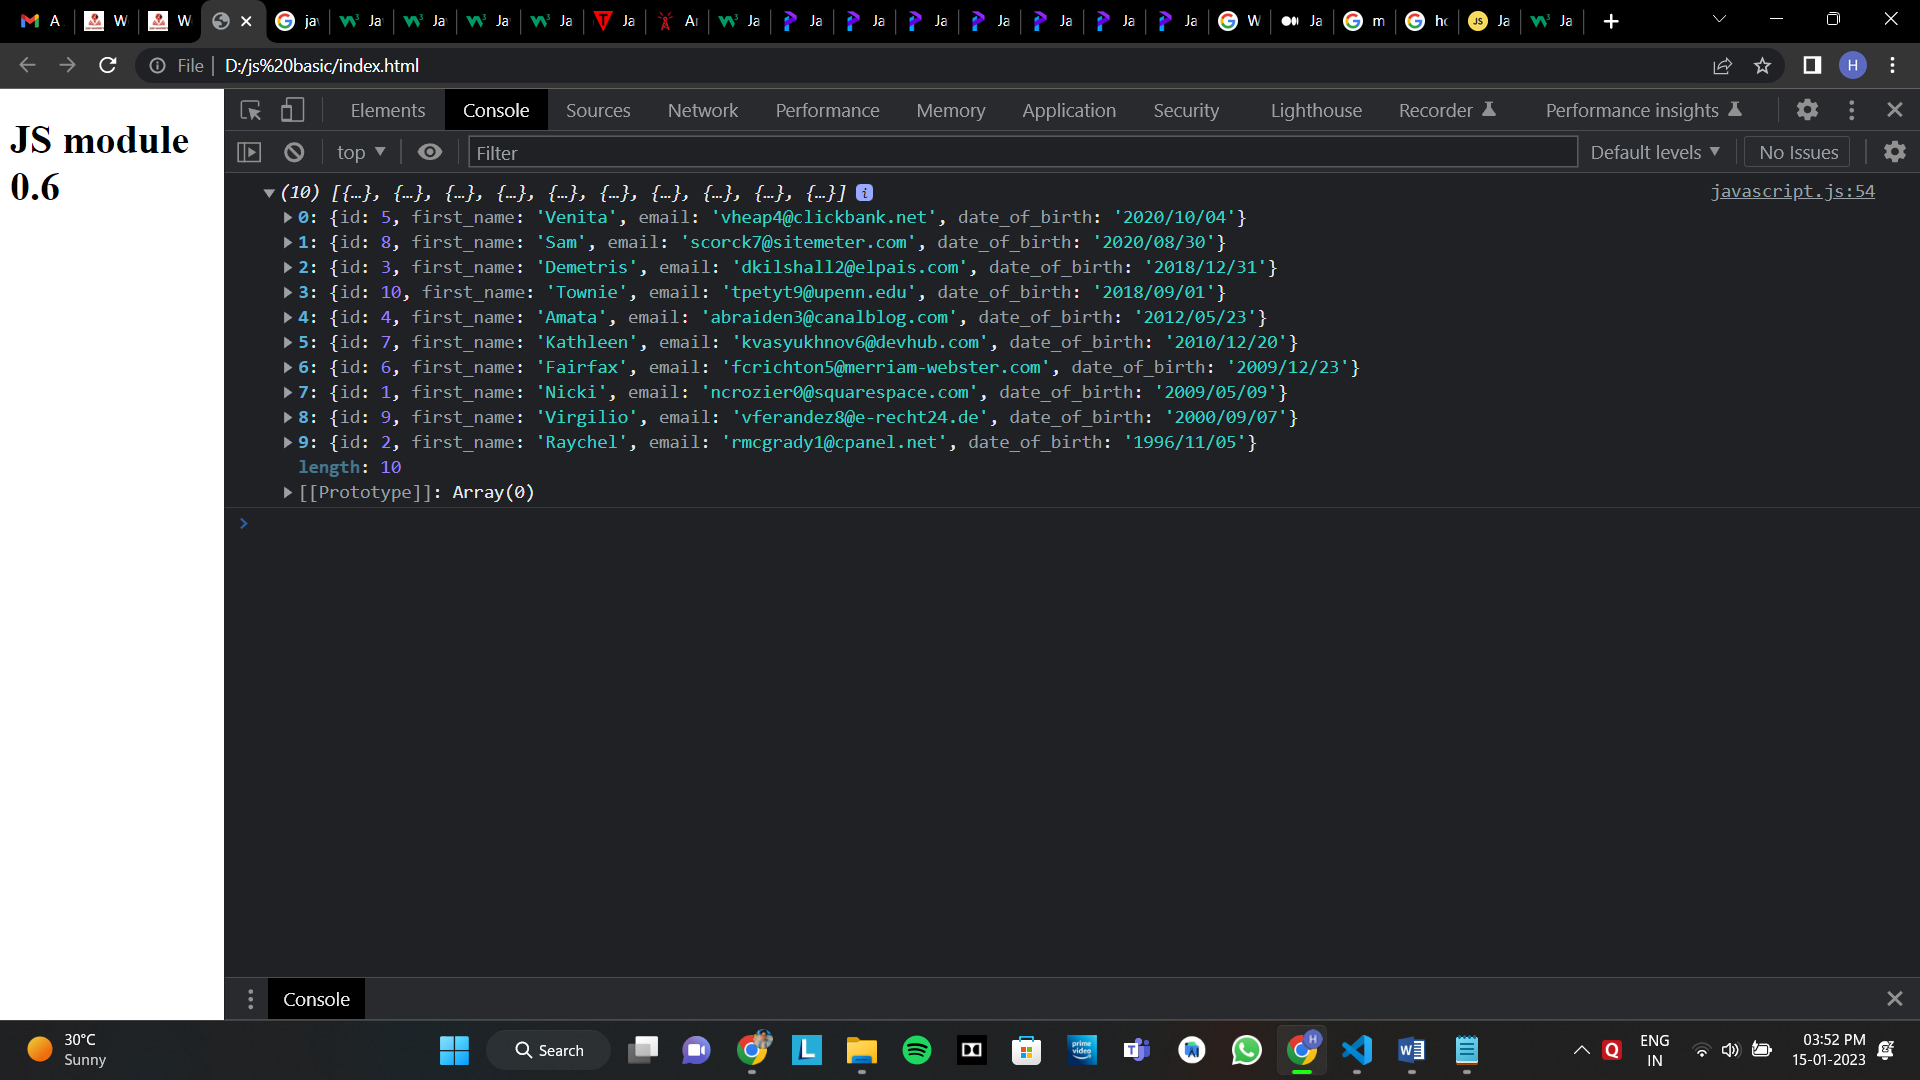 A W W jav Ja Ja Ja Ja Ja Ar Ja Ja Ja Ja Ja Ja Ja Ja W Ja m ho Ja Ja
File D:/js%20basic/index.html H
JS module
0.6
Elements Console Sources Network Performance Memory Application Security Lighthouse Recorder Performance insights
top Filter Default levels No Issues
(10) [{…}, {…}, {…}, {…}, {…}, {…}, {…}, {…}, {…}, {…}] i javascript.js:54
0: {id: 5, first_name: 'Venita', email: 'vheap4@clickbank.net', date_of_birth: '2020/10/04'}
1: {id: 8, first_name: 'Sam', email: 'scorck7@sitemeter.com', date_of_birth: '2020/08/30'}
2: {id: 3, first_name: 'Demetris', email: 'dkilshall2@elpais.com', date_of_birth: '2018/12/31'}
3: {id: 10, first_name: 'Townie', email: 'tpetyt9@upenn.edu', date_of_birth: '2018/09/01'}
4: {id: 4, first_name: 'Amata', email: 'abraiden3@canalblog.com', date_of_birth: '2012/05/23'}
5: {id: 7, first_name: 'Kathleen', email: 'kvasyukhnov6@devhub.com', date_of_birth: '2010/12/20'}
6: {id: 6, first_name: 'Fairfax', email: 'fcrichton5@merriam-webster.com', date_of_birth: '2009/12/23'}
7: {id: 1, first_name: 'Nicki', email: 'ncrozier0@squarespace.com', date_of_birth: '2009/05/09'}
8: {id: 9, first_name: 'Virgilio', email: 'vferandez8@e-recht24.de', date_of_birth: '2000/09/07'}
9: {id: 2, first_name: 'Raychel', email: 'rmcgrady1@cpanel.net', date_of_birth: '1996/11/05'}
length: 10
[[Prototype]]: Array(0)
Console
30°C
Sunny
Search
ENG
IN
03:52 PM
15-01-2023